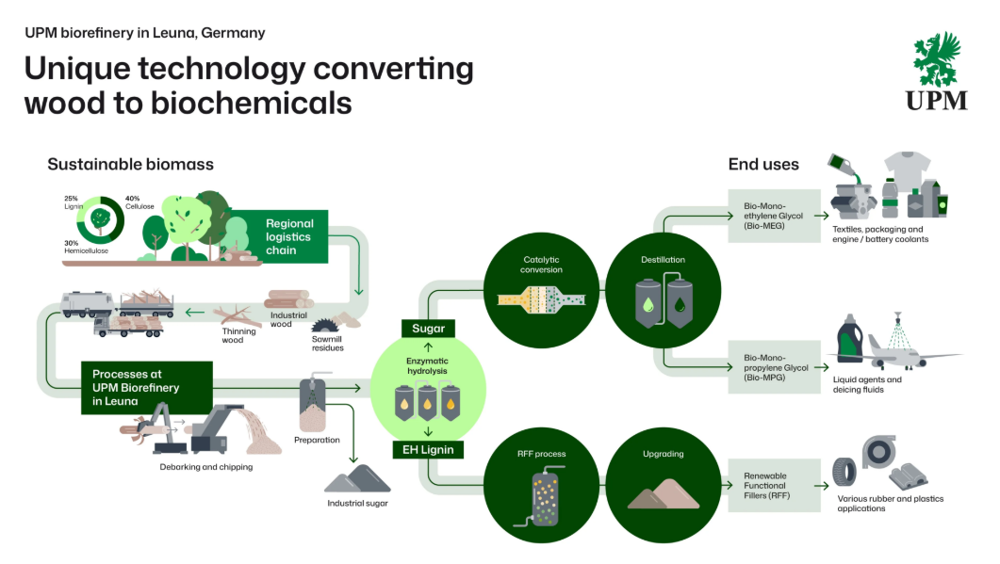 UPM biorefinery in Leuna, Germany
Unique technology converting
wood to biochemicals
UPM
Sustainable biomass
25%
Lignin
40%
Cellulose
30%
Hemicellulose
Regional
logistics
chain
Thinning
wood
Industrial
wood
Sawmill
residues
Processes at
UPM Biorefinery
in Leuna
Debarking and chipping
Preparation
Industrial sugar
Sugar
Enzymatic
hydrolysis
EH Lignin
Catalytic
conversion
Destillation
RFF process
Upgrading
End uses
Bio-Mono-
ethylene Glycol
(Bio-MEG)
Textiles, packaging and
engine / battery coolants
Bio-Mono-
propylene Glycol
(Bio-MPG)
Liquid agents and
deicing fluids
Renewable
Functional
Fillers (RFF)
Various rubber and plastics
applications